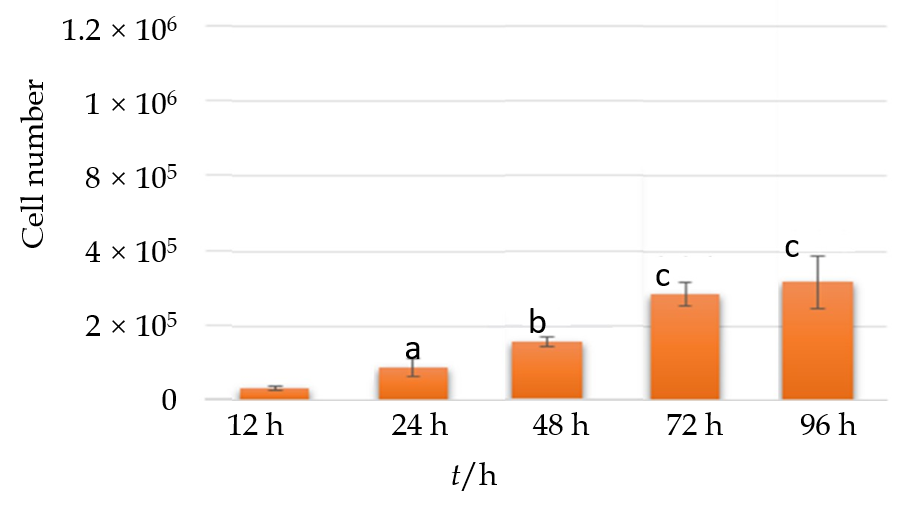 1.2 × 10⁶
1 × 10⁶
8 × 10⁵
4 × 10⁵
2 × 10⁵
0
Cell number
a
b
c
c
12 h
24 h
48 h
72 h
96 h
t/h